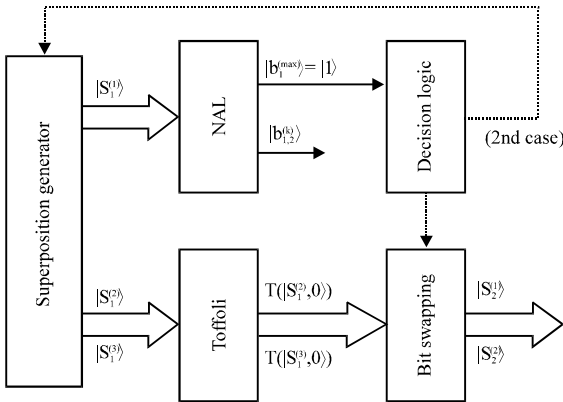 Superposition generator
|S₁⁽¹⁾⟩
NAL
|b₁⁽ᵐᵃˣ⁾⟩= |1⟩
|b₁,₂⁽ᵏ⁾⟩
Decision logic
(2nd case)
|S₁⁽²⁾⟩
|S₁⁽³⁾⟩
Toffoli
T(|S₁⁽²⁾,0⟩)
T(|S₁⁽³⁾,0⟩)
Bit swapping
|S₂⁽¹⁾⟩
|S₂⁽²⁾⟩